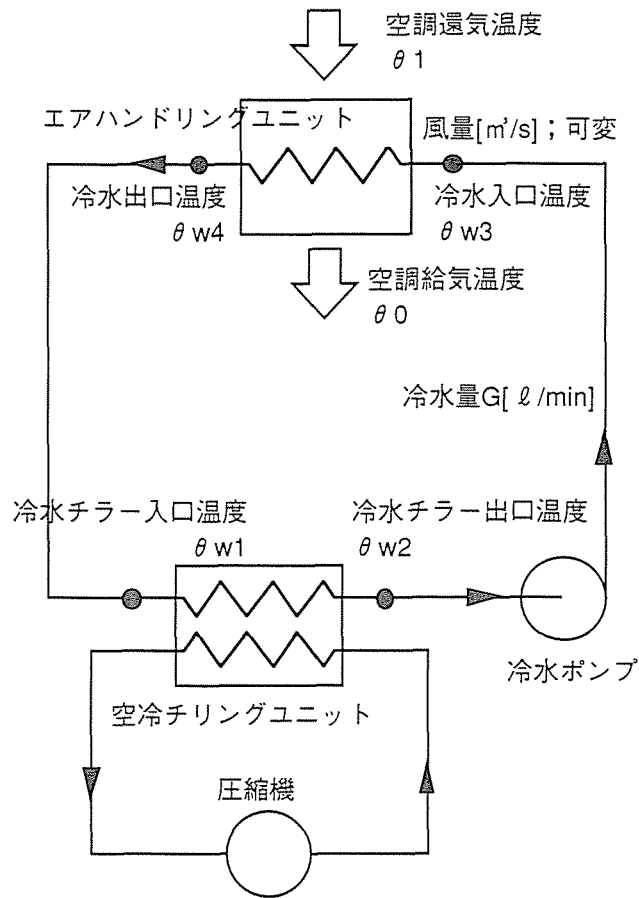 空調還気温度
θ1
エアハンドリングユニット
風量[㎥/s]；可変
冷水出口温度
θw4
冷水入口温度
θw3
空調給気温度
θ0
冷水量G[ℓ/min]
冷水チラー入口温度
θw1
冷水チラー出口温度
θw2
冷水ポンプ
空冷チリングユニット
圧縮機